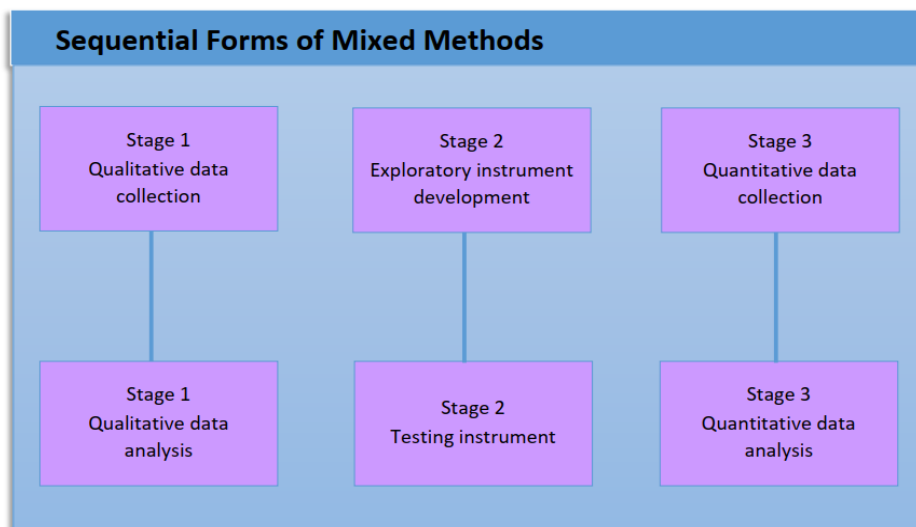 Sequential Forms of Mixed Methods
Stage 1
Qualitative data
collection
Stage 2
Exploratory instrument
development
Stage 3
Quantitative data
collection
Stage 1
Qualitative data
analysis
Stage 2
Testing instrument
Stage 3
Quantitative data
analysis